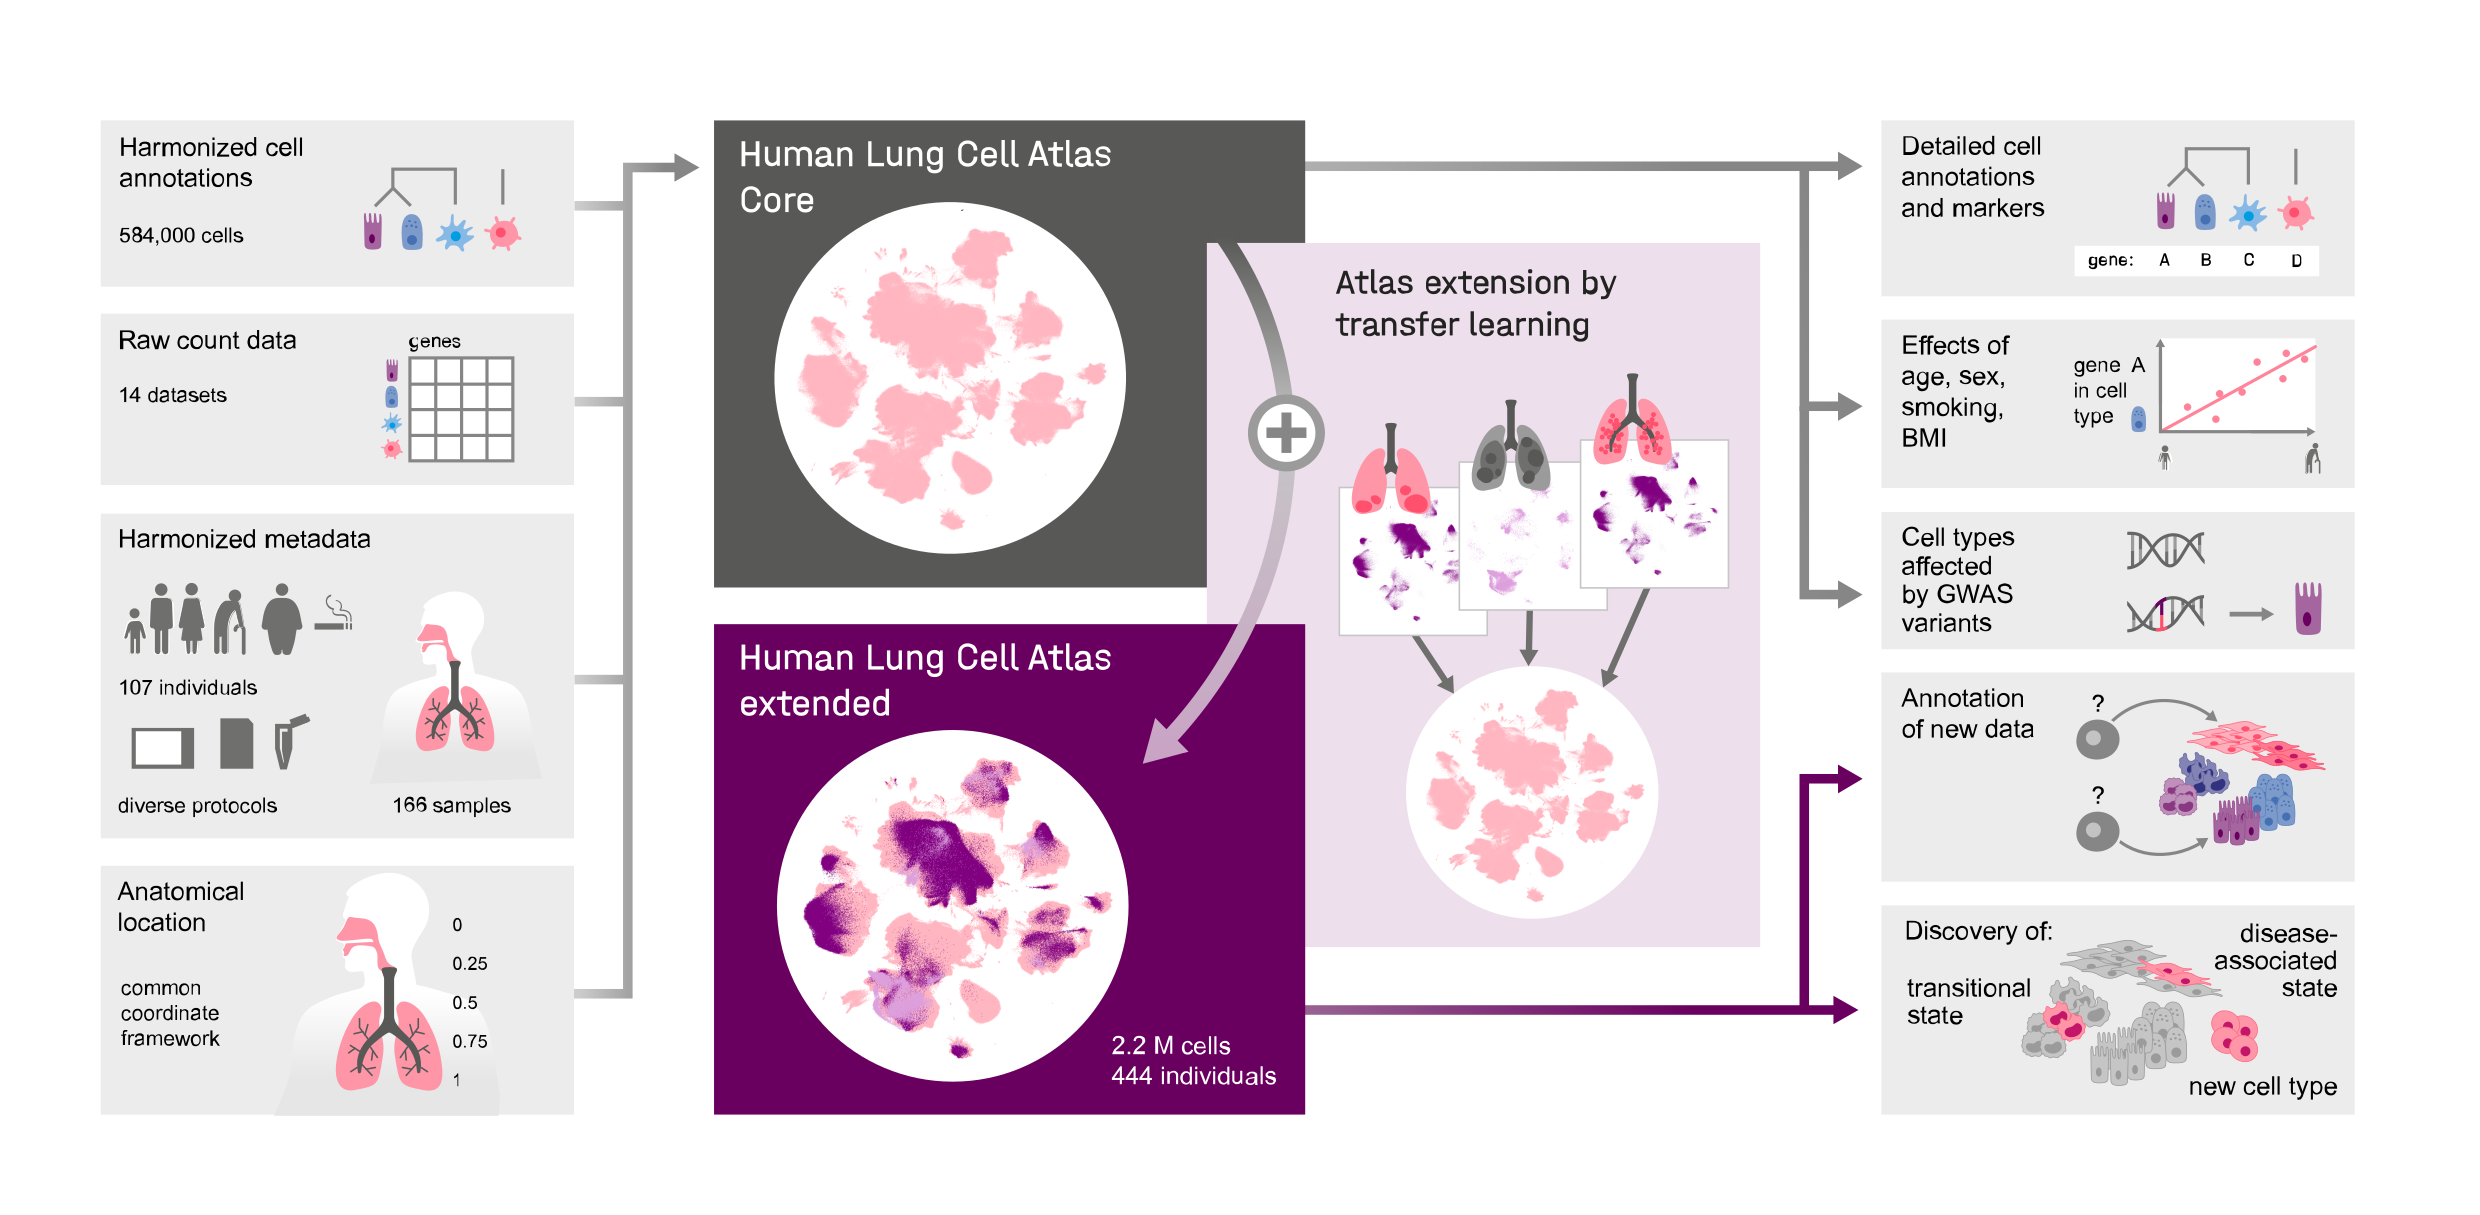 Harmonized cell
annotations
584,000 cells
Raw count data
genes
14 datasets
Harmonized metadata
107 individuals
diverse protocols
166 samples
Anatomical
location
common
coordinate
framework
0
0.25
0.5
0.75
1
Human Lung Cell Atlas
Core
Atlas extension by
transfer learning
Human Lung Cell Atlas
extended
2.2 M cells
444 individuals
Detailed cell
annotations
and markers
gene: A B C D
Effects of
age, sex,
smoking,
BMI
gene A
in cell
type
Cell types
affected
by GWAS
variants
Annotation
of new data
?
?
Discovery of:
disease-
associated
state
transitional
state
new cell type